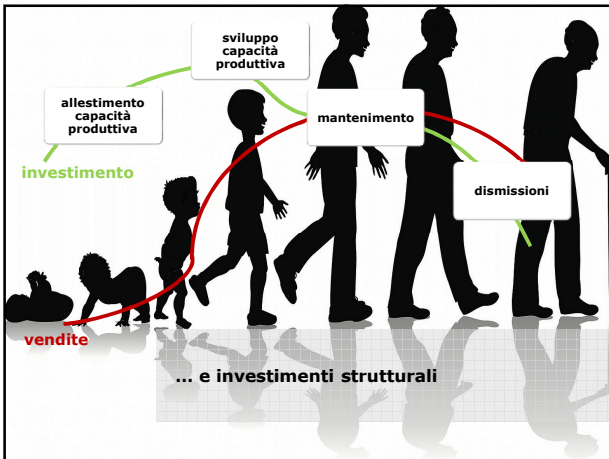 sviluppo
capacità
produttiva
allestimento
capacità
produttiva
mantenimento
investimento
dismissioni
vendite
... e investimenti strutturali